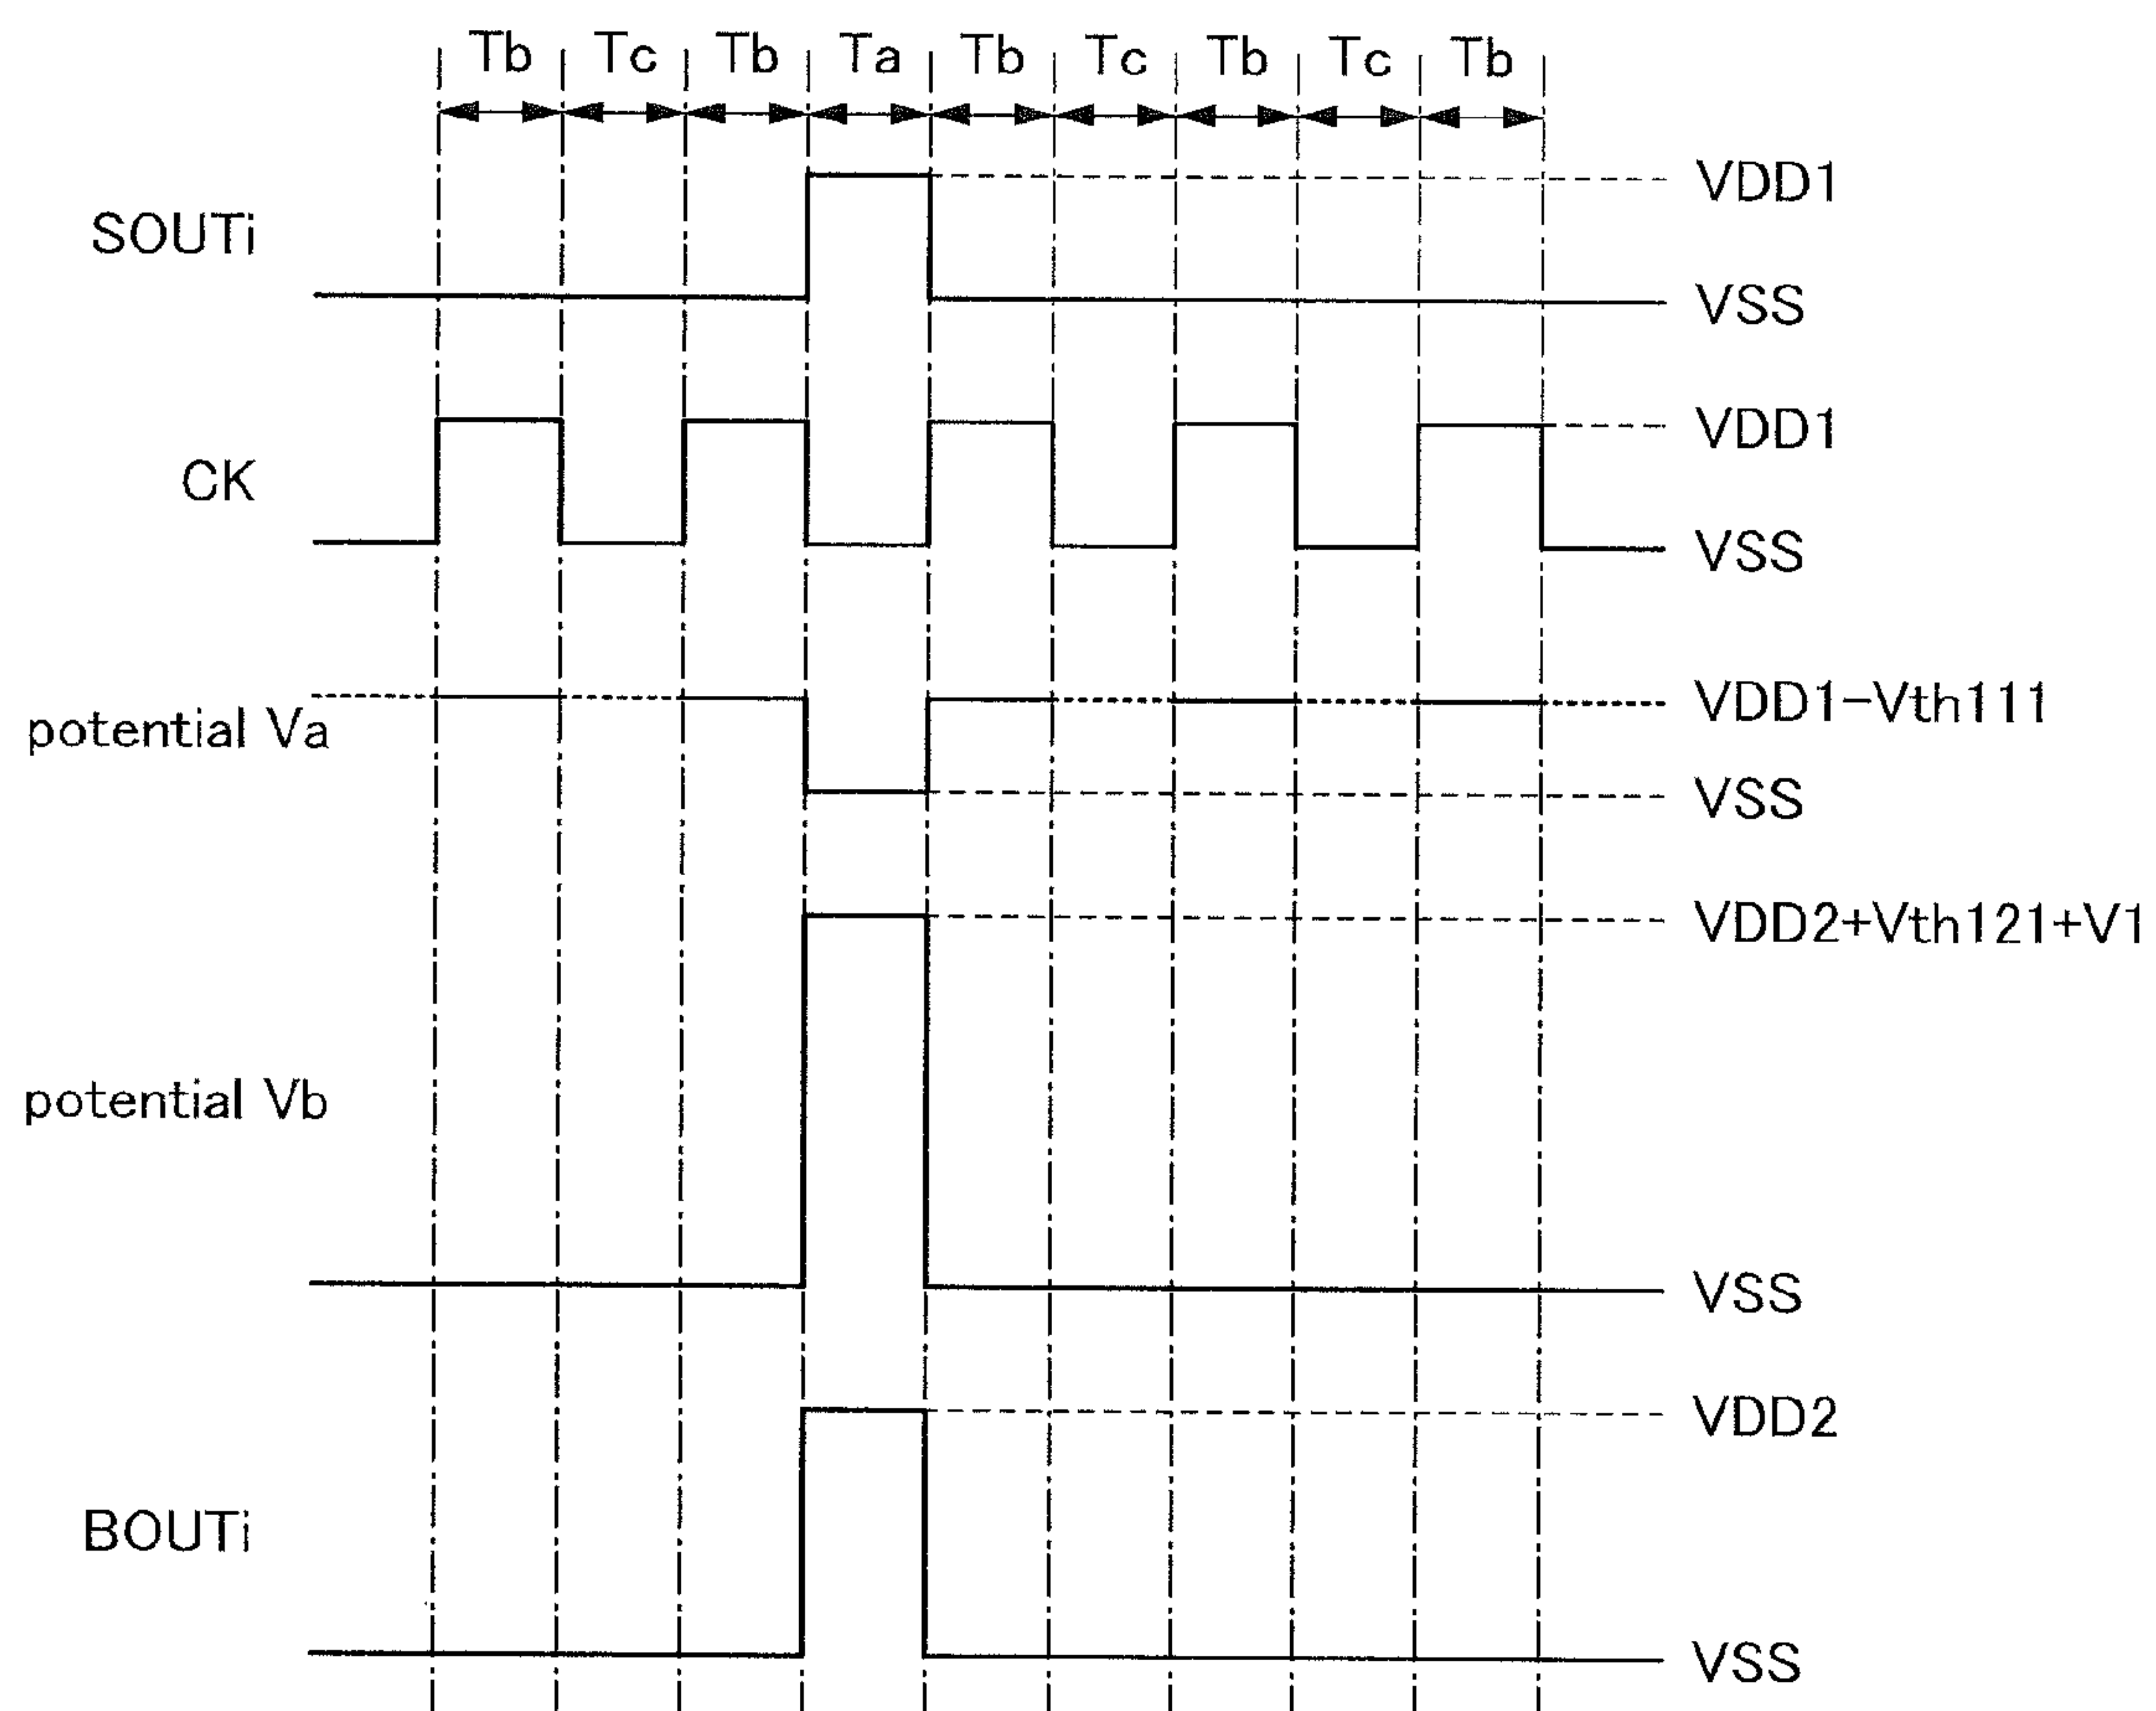 Tb Tc Tb Ta Tb Tc Tb Tc Tb
VDD1
SOUTi
VSS
VDD1
CK
VSS
VDD1-Vth111
potential Va
VSS
VDD2+Vth121+V1
potential Vb
VSS
VDD2
BOUTi
VSS